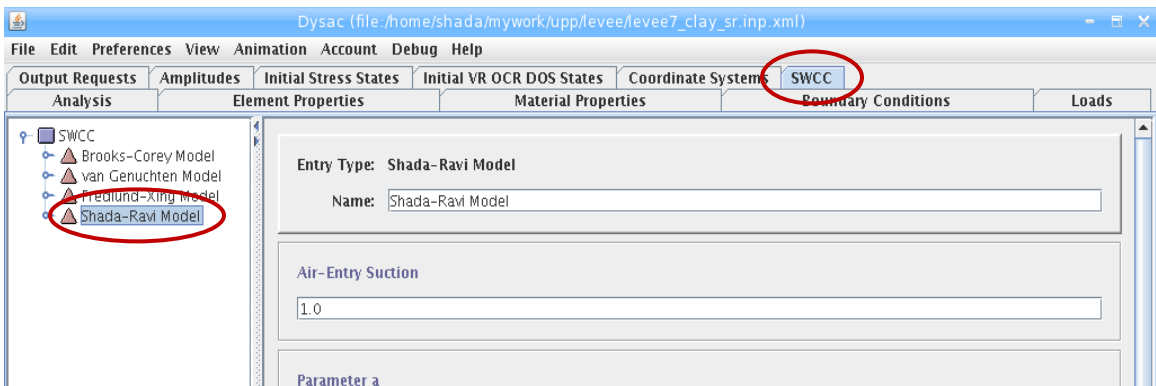 Dysac (file:/home/shada/mywork/upp/levee/levee7_clay_sr.inp.xml)
File Edit Preferences View Animation Account Debug Help
Output Requests Amplitudes Initial Stress States Initial VR OCR DOS States Coordinate Systems SWCC
Analysis Element Properties Material Properties Boundary Conditions Loads
SWCC
Brooks-Corey Model
van Genuchten Model
Fredlund-Xing Model
Shada-Ravi Model
Entry Type: Shada-Ravi Model
Name: Shada-Ravi Model
Air-Entry Suction
1.0
Parameter a